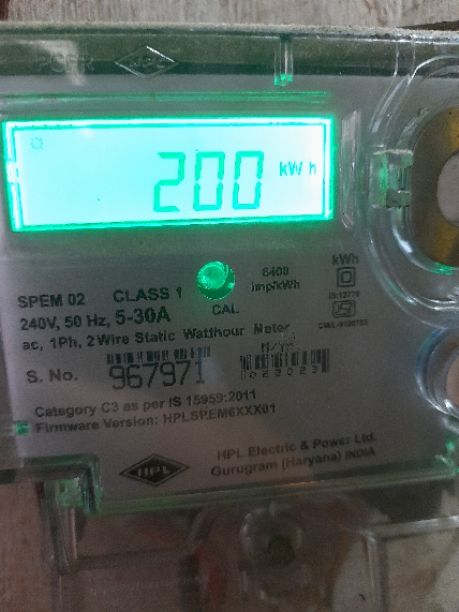 200 kWh
SPEM 02 CLASS 1
6400 imp/kWh
kWh
IS:13779
240V, 50 Hz, 5-30A
CAL
ac, 1Ph, 2 Wire Static Watthour Meter
S. No. 967971
Category C3 as per IS 15959:2011
Firmware Version: HPLSPEM6XXX01
HPL
HPL Electric & Power Ltd.
Gurugram (Haryana) INDIA